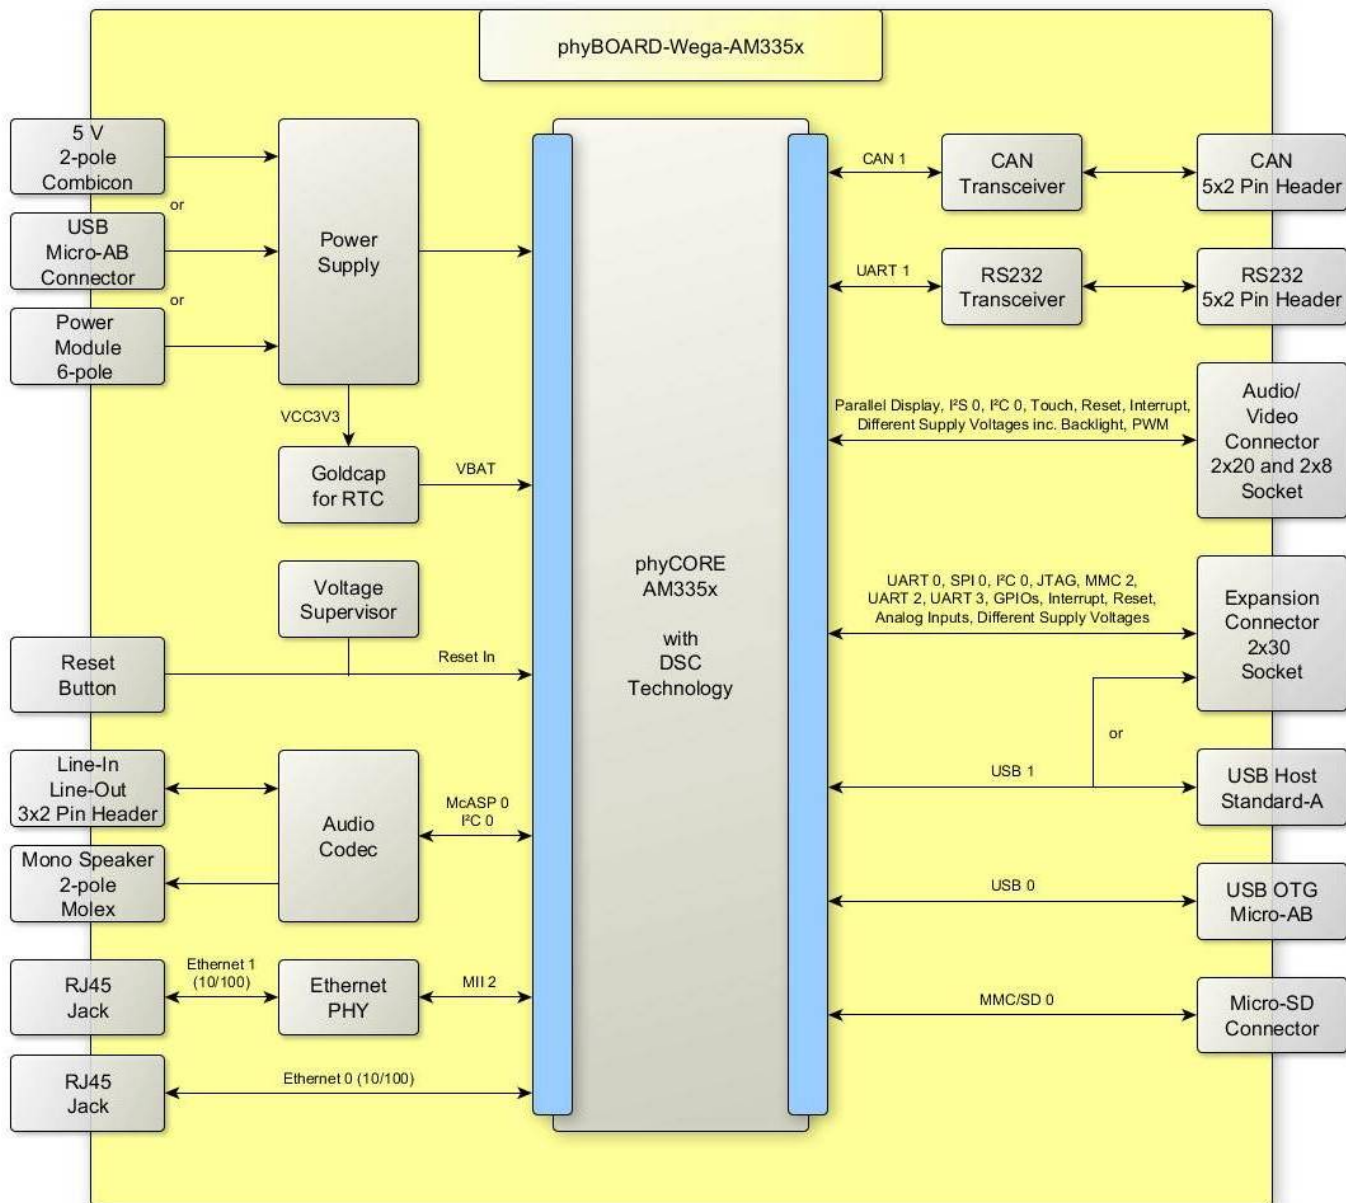 phyBOARD-Wega-AM335x
5 V
2-pole
Combicon
or
USB
Micro-AB
Connector
or
Power
Module
6-pole
Power
Supply
VCC3V3
Goldcap
for RTC
VBAT
Voltage
Supervisor
Reset
Button
Reset In
Line-In
Line-Out
3x2 Pin Header
Mono Speaker
2-pole
Molex
Audio
Codec
McASP 0
I²C 0
RJ45
Jack
Ethernet 1
(10/100)
Ethernet
PHY
MII 2
RJ45
Jack
Ethernet 0 (10/100)
phyCORE
AM335x
with
DSC
Technology
CAN 1
CAN
Transceiver
CAN
5x2 Pin Header
UART 1
RS232
Transceiver
RS232
5x2 Pin Header
Parallel Display, I²S 0, I²C 0, Touch, Reset, Interrupt,
Different Supply Voltages inc. Backlight, PWM
Audio/
Video
Connector
2x20 and 2x8
Socket
UART 0, SPI 0, I²C 0, JTAG, MMC 2,
UART 2, UART 3, GPIOs, Interrupt, Reset,
Analog Inputs, Different Supply Voltages
Expansion
Connector
2x30
Socket
or
USB 1
USB Host
Standard-A
USB 0
USB OTG
Micro-AB
MMC/SD 0
Micro-SD
Connector